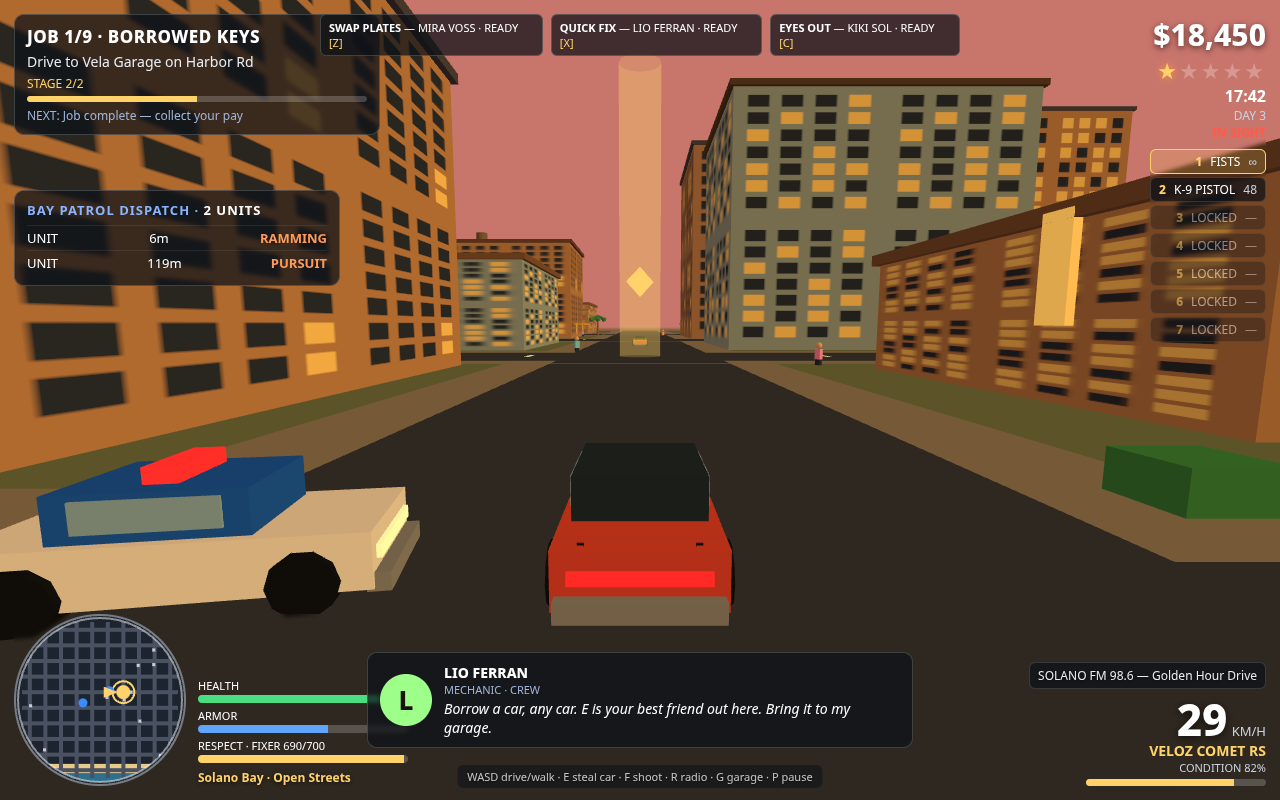 JOB 1/9 · BORROWED KEYS
Drive to Vela Garage on Harbor Rd
STAGE 2/2
NEXT: Job complete — collect your pay
SWAP PLATES — MIRA VOSS · READY
[Z]
QUICK FIX — LIO FERRAN · READY
[X]
EYES OUT — KIKI SOL · READY
[C]
$18,450
17:42
DAY 3
IN SIGHT
1 FISTS ∞
2 K-9 PISTOL 48
3 LOCKED —
4 LOCKED —
5 LOCKED —
6 LOCKED —
7 LOCKED —
BAY PATROL DISPATCH · 2 UNITS
UNIT 6m RAMMING
UNIT 119m PURSUIT
HEALTH
ARMOR
RESPECT · FIXER 690/700
Solano Bay · Open Streets
L
LIO FERRAN
MECHANIC · CREW
Borrow a car, any car. E is your best friend out here. Bring it to my
garage.
WASD drive/walk · E steal car · F shoot · R radio · G garage · P pause
SOLANO FM 98.6 — Golden Hour Drive
29 KM/H
VELOZ COMET RS
CONDITION 82%